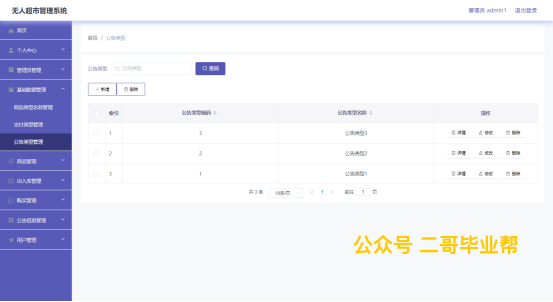 无人超市管理系统
管理员 admin1 退出登录
首页
首页 / 公告类型
个人中心
管理员管理
基础数据管理
商品类型名称管理
支付类型管理
公告类型管理
商品管理
出入库管理
购买管理
公告信息管理
用户管理
公告类型 公告类型 查询
+ 新增 删除
索引 公告类型编码 公告类型名称 操作
1 3 公告类型3 详情 修改 删除
2 2 公告类型2 详情 修改 删除
3 1 公告类型1 详情 修改 删除
共 3 条 10条/页 < 1 > 前往 1 页
公众号 二哥毕业帮